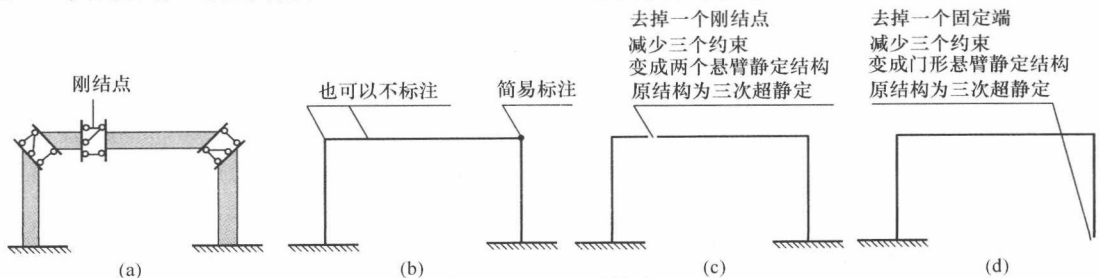 刚结点
(a)
也可以不标注
简易标注
(b)
去掉一个刚结点
减少三个约束
变成两个悬臂静定结构
原结构为三次超静定
(c)
去掉一个固定端
减少三个约束
变成门形悬臂静定结构
原结构为三次超静定
(d)